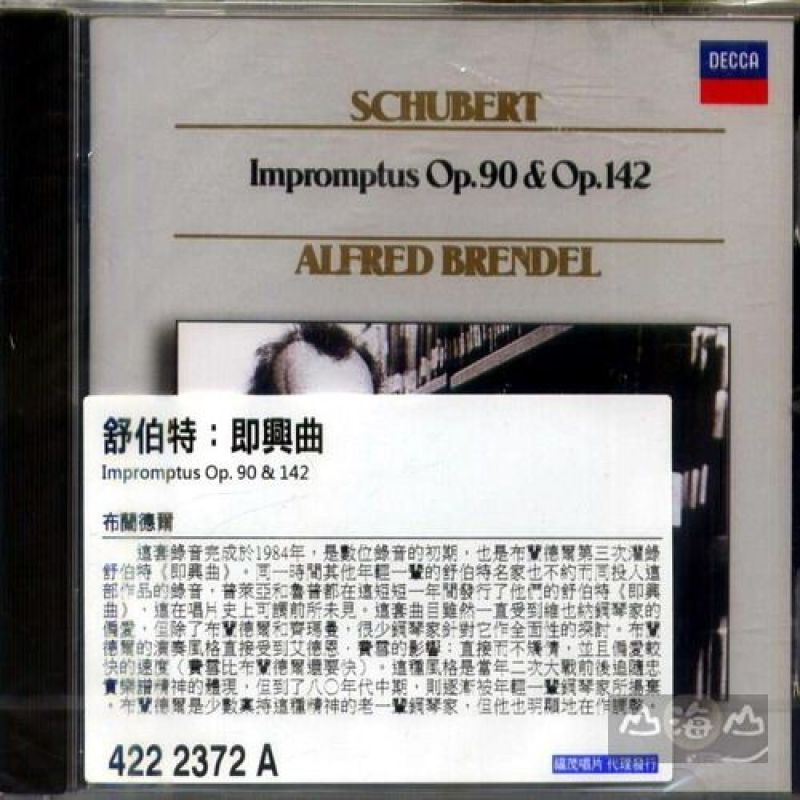 DECCA
SCHUBERT
Impromptus Op.90 & Op.142
ALFRED BRENDEL
舒伯特：即興曲
Impromptus Op. 90 & 142
布蘭德爾
這套錄音完成於1984年，是數位錄音的初期，也是布蘭德爾第三次灌錄
舒伯特《即興曲》。同一時間其他年輕一輩的舒伯特名家也不約而同投入這
部作品的錄音，普萊亞和魯普都在這短短一年間發行了他們的舒伯特《即興
曲》，這在唱片史上可謂前所未見。這套曲目雖然一直受到維也納鋼琴家的
偏愛，但除了布蘭德爾和齊瑪曼，很少鋼琴家針對它作全面性的探討。布蘭
德爾的演奏風格直接受到艾德恩．費雪的影響：直接而不矯情，並且偏愛較
快的速度（費雪比布蘭德爾還要快）。這種風格是當年二次大戰前後追隨忠
實樂譜精神的體現，但到了八〇年代中期，則逐漸被年輕一輩鋼琴家所揚棄
。布蘭德爾是少數秉持這種精神的老一輩鋼琴家，但他也明顯地在作調整，
422 2372 A
福茂唱片 代理發行
山海山